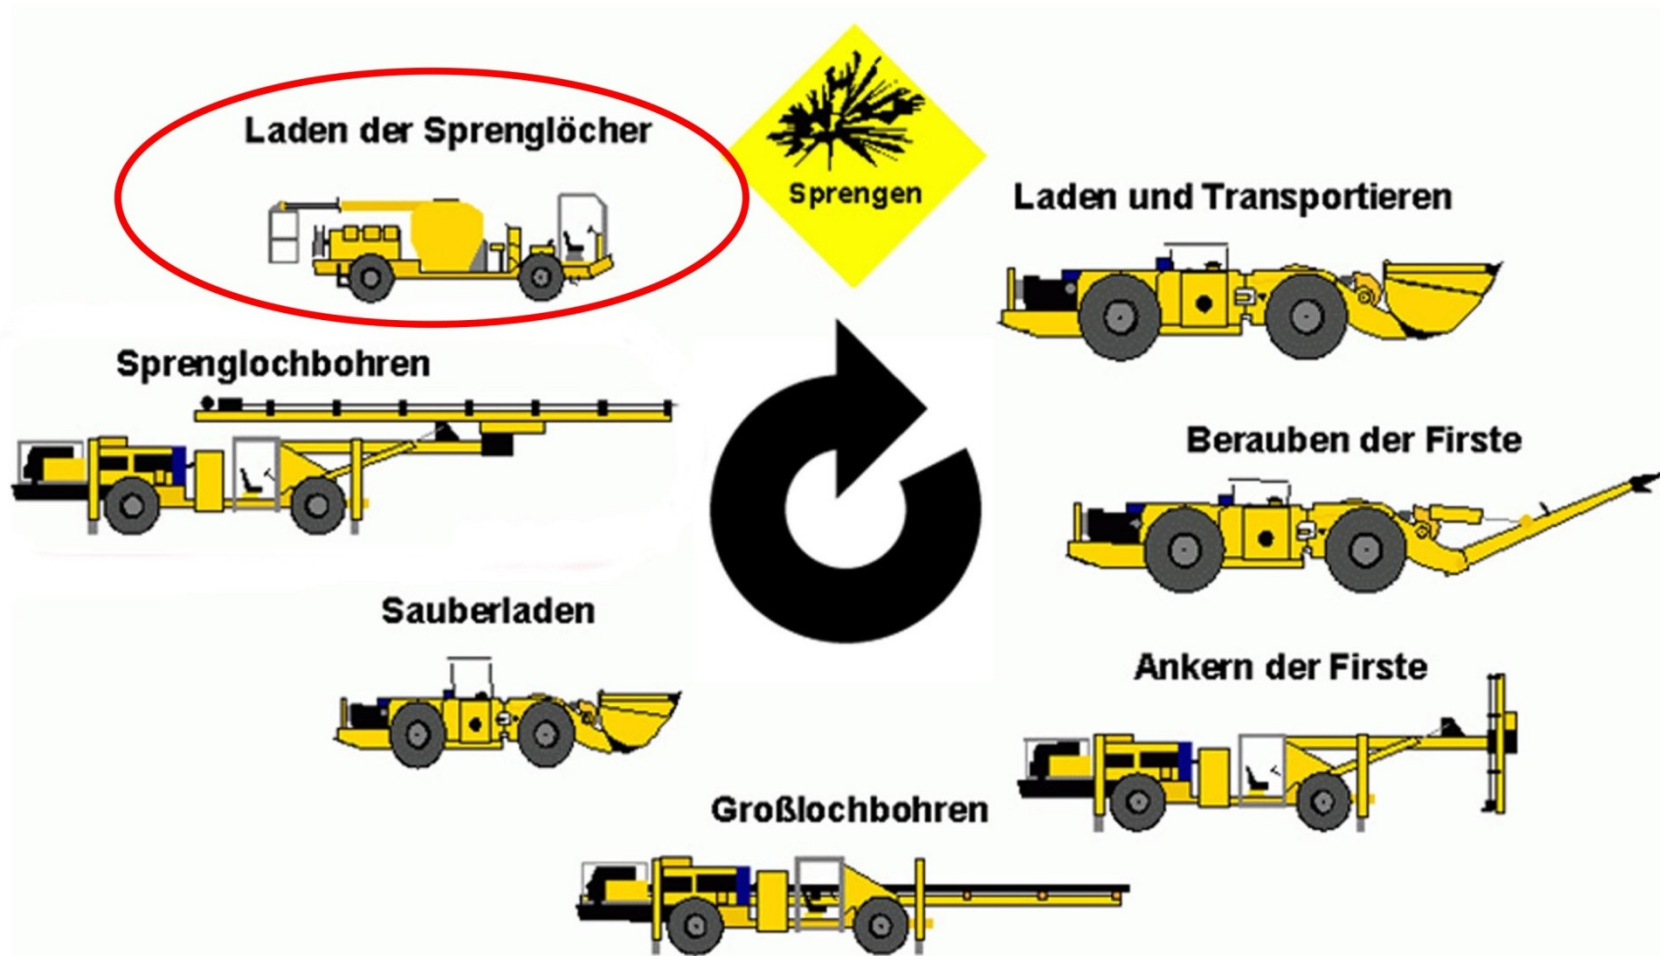 Laden der Sprenglöcher
Sprengen
Laden und Transportieren
Sprenglochbohren
Berauben der Firste
Sauberladen
Ankern der Firste
Großlochbohren